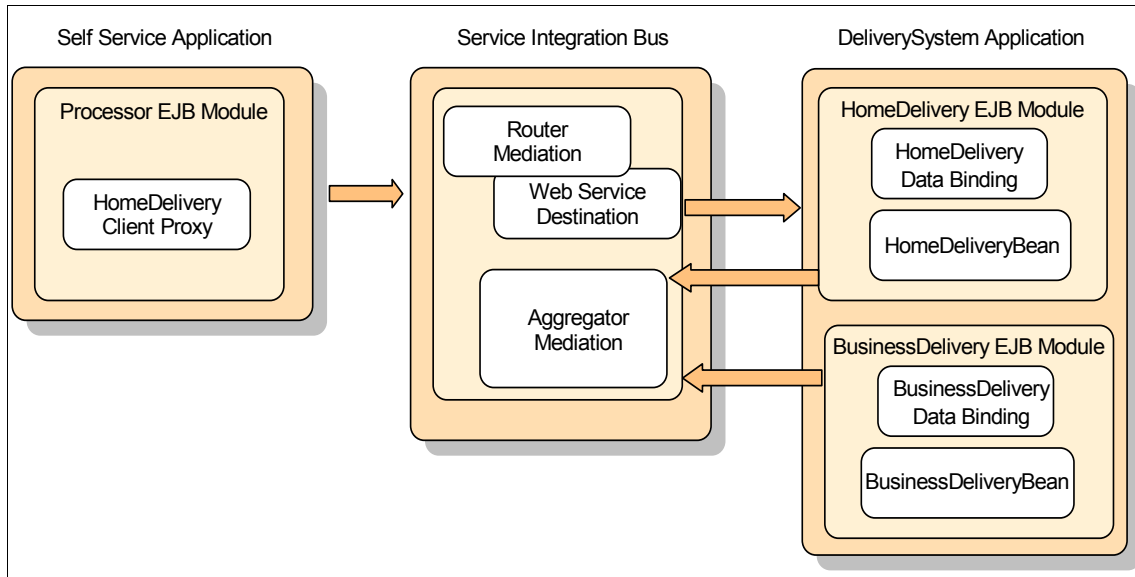 Self Service Application
Service Integration Bus
DeliverySystem Application
Processor EJB Module
HomeDelivery
Client Proxy
Router
Mediation
Web Service
Destination
Aggregator
Mediation
HomeDelivery EJB Module
HomeDelivery
Data Binding
HomeDeliveryBean
BusinessDelivery EJB Module
BusinessDelivery
Data Binding
BusinessDeliveryBean